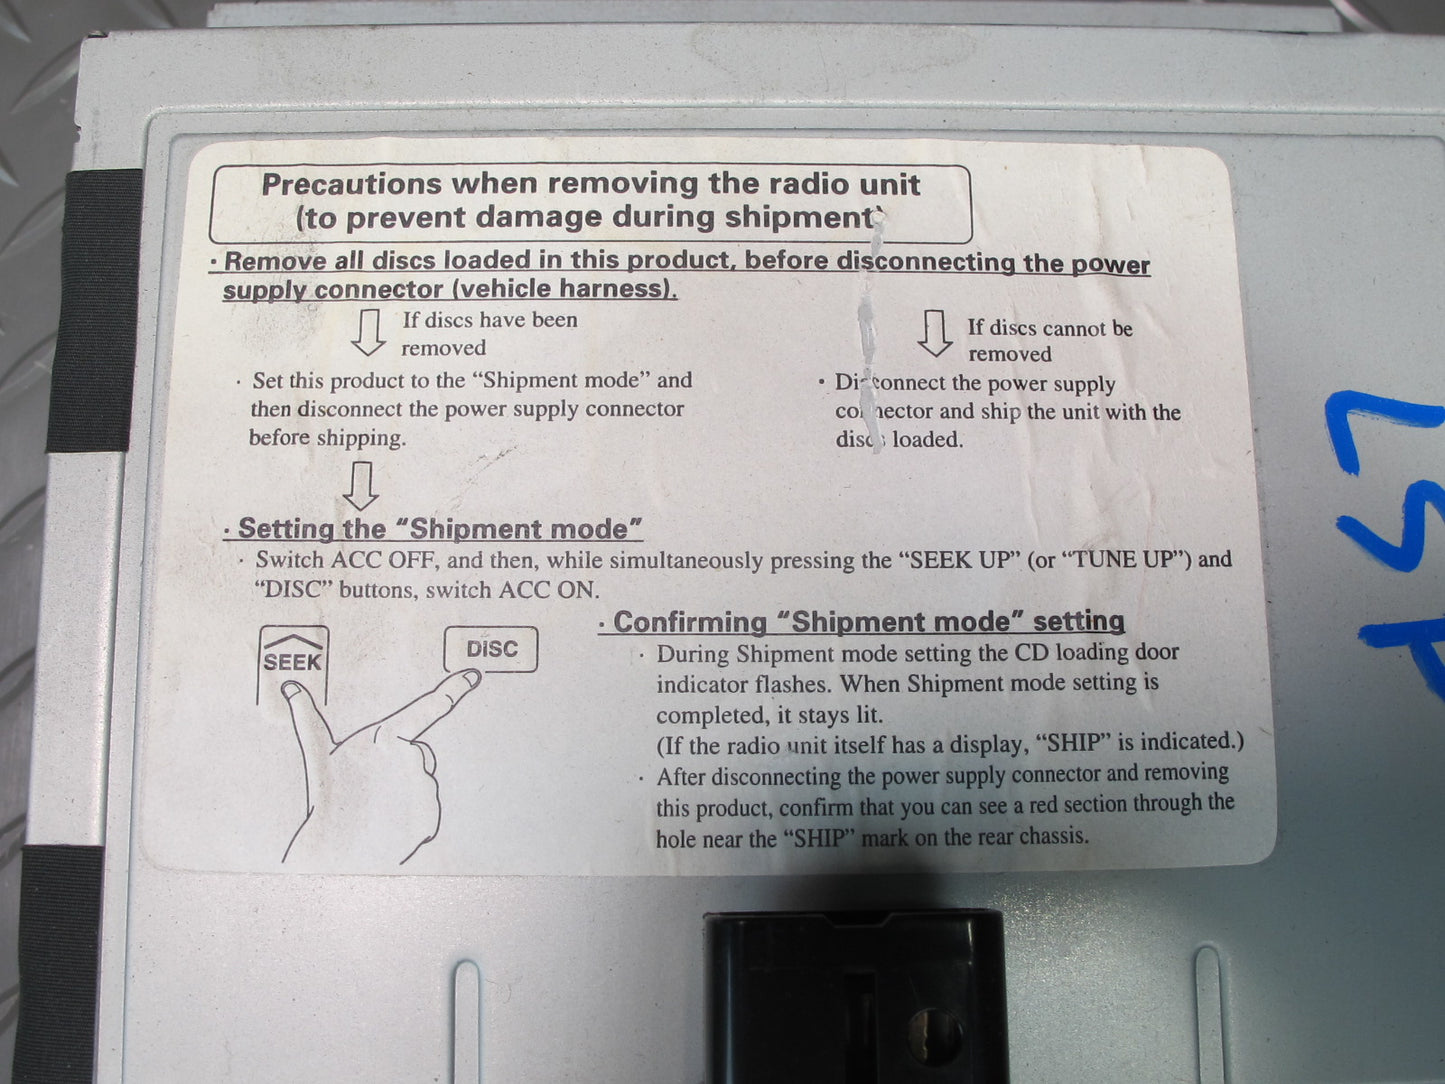 Precautions when removing the radio unit
(to prevent damage during shipment)
· Remove all discs loaded in this product, before disconnecting the power
supply connector (vehicle harness).
If discs have been
removed
· Set this product to the “Shipment mode” and
then disconnect the power supply connector
before shipping.
If discs cannot be
removed
· Disconnect the power supply
connector and ship the unit with the
discs loaded.
· Setting the “Shipment mode”
· Switch ACC OFF, and then, while simultaneously pressing the “SEEK UP” (or “TUNE UP”) and
“DISC” buttons, switch ACC ON.
SEEK
DISC
· Confirming “Shipment mode” setting
· During Shipment mode setting the CD loading door
indicator flashes. When Shipment mode setting is
completed, it stays lit.
(If the radio unit itself has a display, “SHIP” is indicated.)
· After disconnecting the power supply connector and removing
this product, confirm that you can see a red section through the
hole near the “SHIP” mark on the rear chassis.